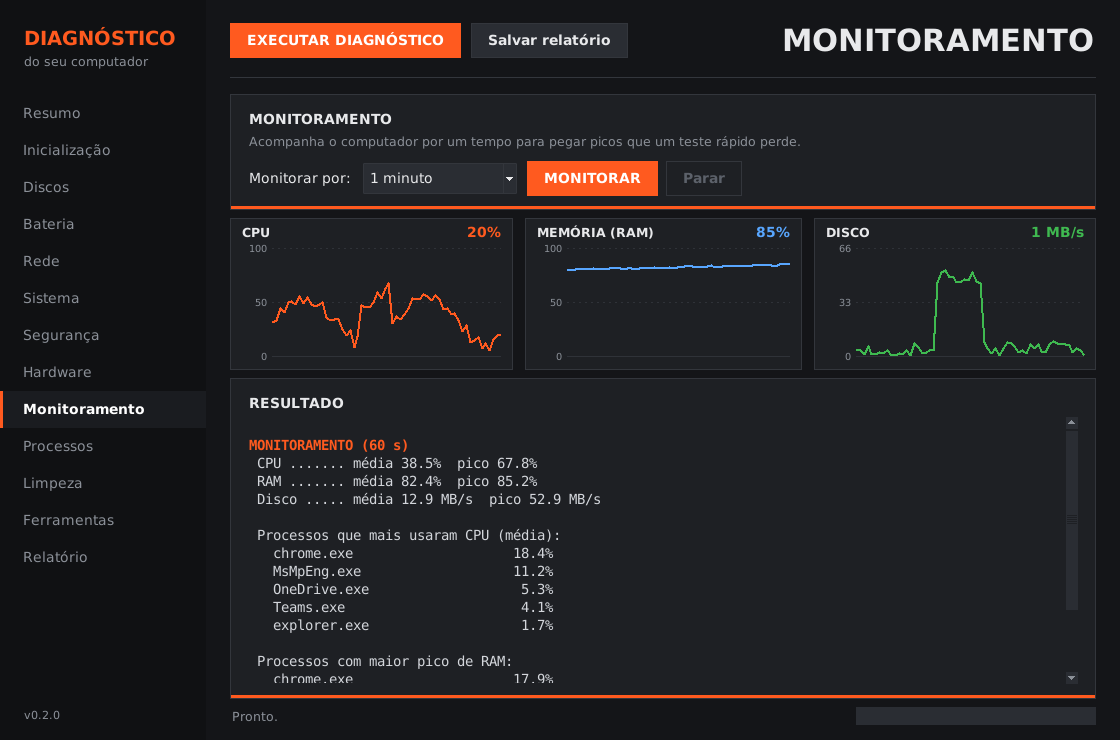 DIAGNÓSTICO
do seu computador
Resumo
Inicialização
Discos
Bateria
Rede
Sistema
Segurança
Hardware
Monitoramento
Processos
Limpeza
Ferramentas
Relatório
v0.2.0
EXECUTAR DIAGNÓSTICO
Salvar relatório
MONITORAMENTO
MONITORAMENTO
Acompanha o computador por um tempo para pegar picos que um teste rápido perde.
Monitorar por:
1 minuto
MONITORAR
Parar
CPU
20%
100
50
0
MEMÓRIA (RAM)
85%
100
50
0
DISCO
1 MB/s
66
33
0
RESULTADO
MONITORAMENTO (60 s)
CPU ....... média 38.5%  pico 67.8%
RAM ....... média 82.4%  pico 85.2%
Disco ..... média 12.9 MB/s  pico 52.9 MB/s
Processos que mais usaram CPU (média):
chrome.exe 18.4%
MsMpEng.exe 11.2%
OneDrive.exe 5.3%
Teams.exe 4.1%
explorer.exe 1.7%
Processos com maior pico de RAM:
chrome.exe 17.9%
Pronto.